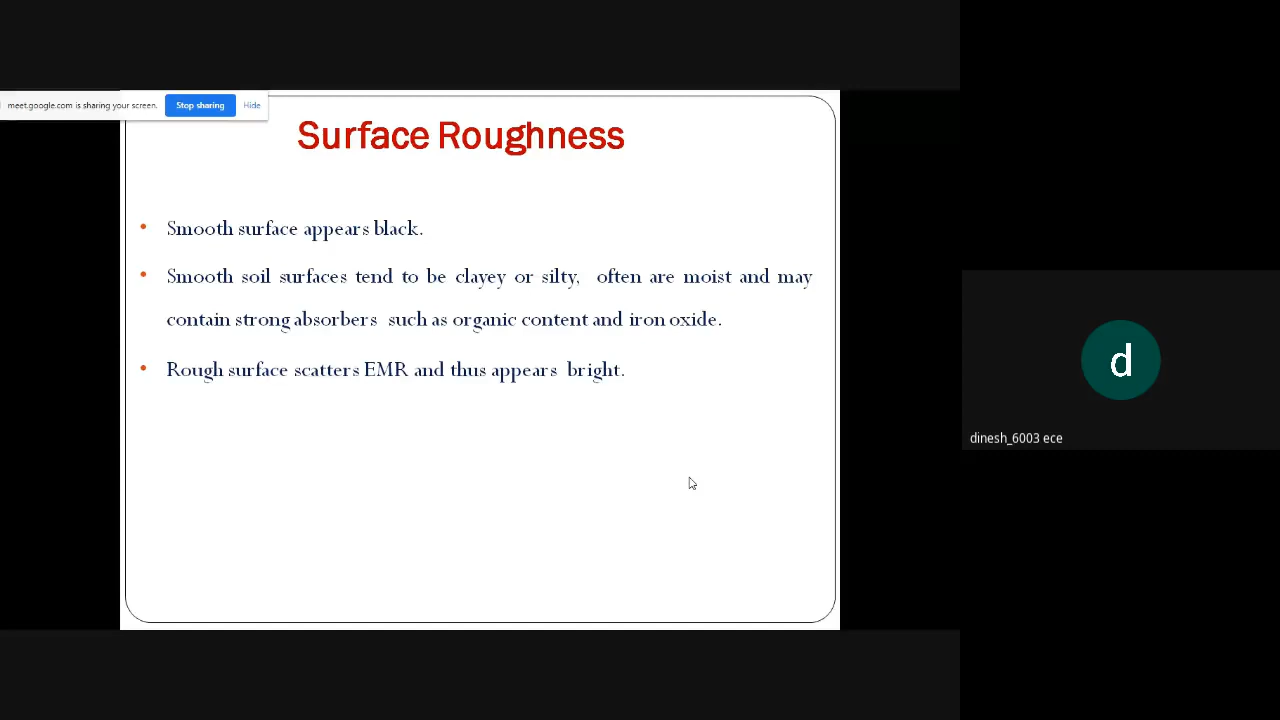 meet.google.com is sharing your screen. Stop sharing Hide
Surface Roughness
• Smooth surface appears black.
• Smooth soil surfaces tend to be clayey or silty, often are moist and may
contain strong absorbers such as organic content and iron oxide.
• Rough surface scatters EMR and thus appears bright.
d
dinesh_6003 ece